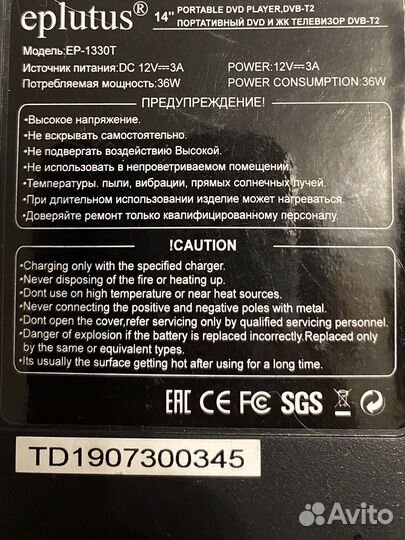 eplutus® 14" PORTABLE DVD PLAYER,DVB-T2
ПОРТАТИВНЫЙ DVD И ЖК ТЕЛЕВИЗОР DVB-T2
Модель:EP-1330T
Источник питания:DC 12V⎓3A POWER:12V⎓3A
Потребляемая мощность:36W POWER CONSUMPTION:36W
ПРЕДУПРЕЖДЕНИЕ!
•Высокое напряжение.
•Не вскрывать самостоятельно.
•Не подвергать воздействию Высокой.
•Не использовать в непроветриваемом помещений.
•Температуры. пыли, вибрации, прямых солнечных лучей.
•При длительном использовании изделие может нагреваться.
•Доверяйте ремонт только квалифицированному персоналу.
!CAUTION
•Charging only with the specified charger.
•Never disposing of the fire or heating up.
•Dont use on high temperature or near heat sources.
•Never connecting the positive and negative poles with metal.
•Dont open the cover,refer servicing only by qualified servicing personnel.
•Danger of explosion if the battery is replaced incorrectly.Replaced only
by the same or equivalent types.
•Its usually the surface getting hot after using for a long time.
EAC CE FC SGS
TD1907300345
Avito